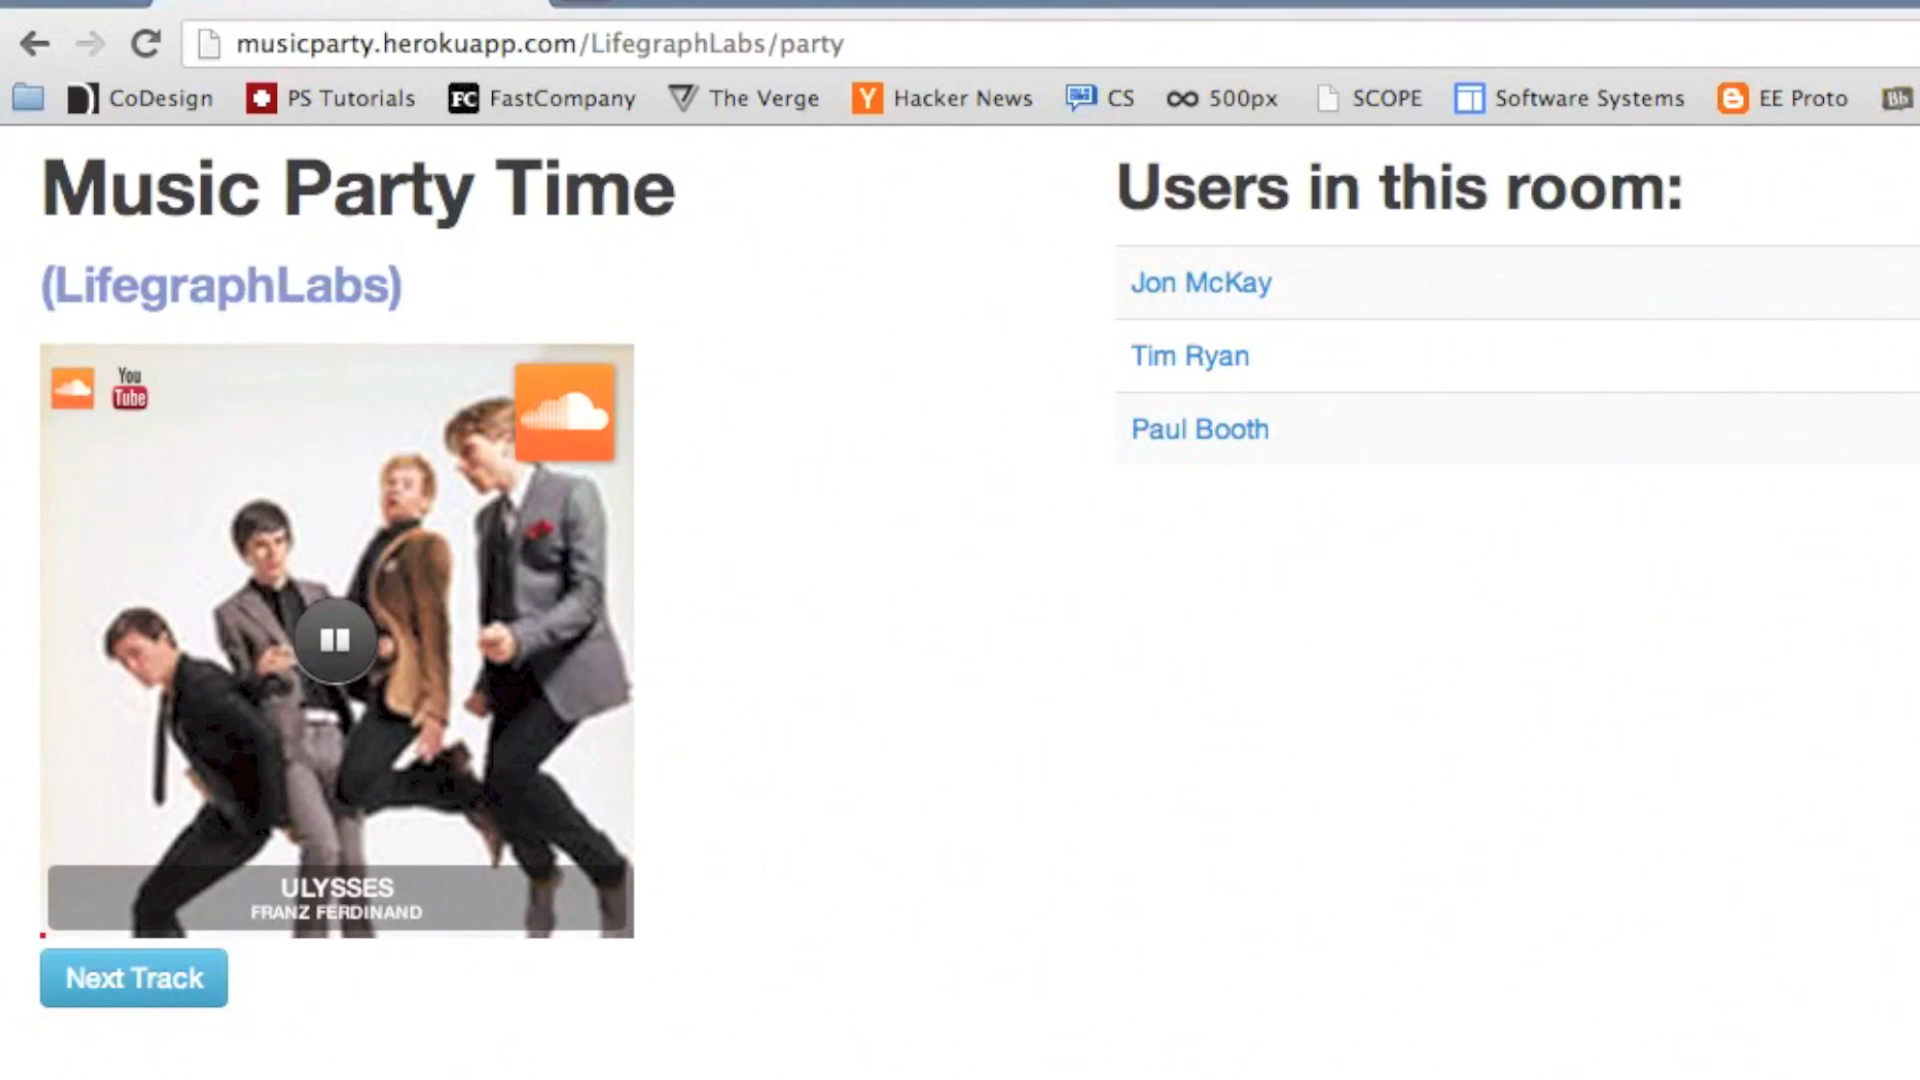 musicparty.herokuapp.com/LifegraphLabs/party
CoDesign PS Tutorials FC FastCompany The Verge Y Hacker News CS 500px SCOPE Software Systems EE Proto Bb
Music Party Time
(LifegraphLabs)
You
Tube
ULYSSES
FRANZ FERDINAND
Next Track
Users in this room:
Jon McKay
Tim Ryan
Paul Booth